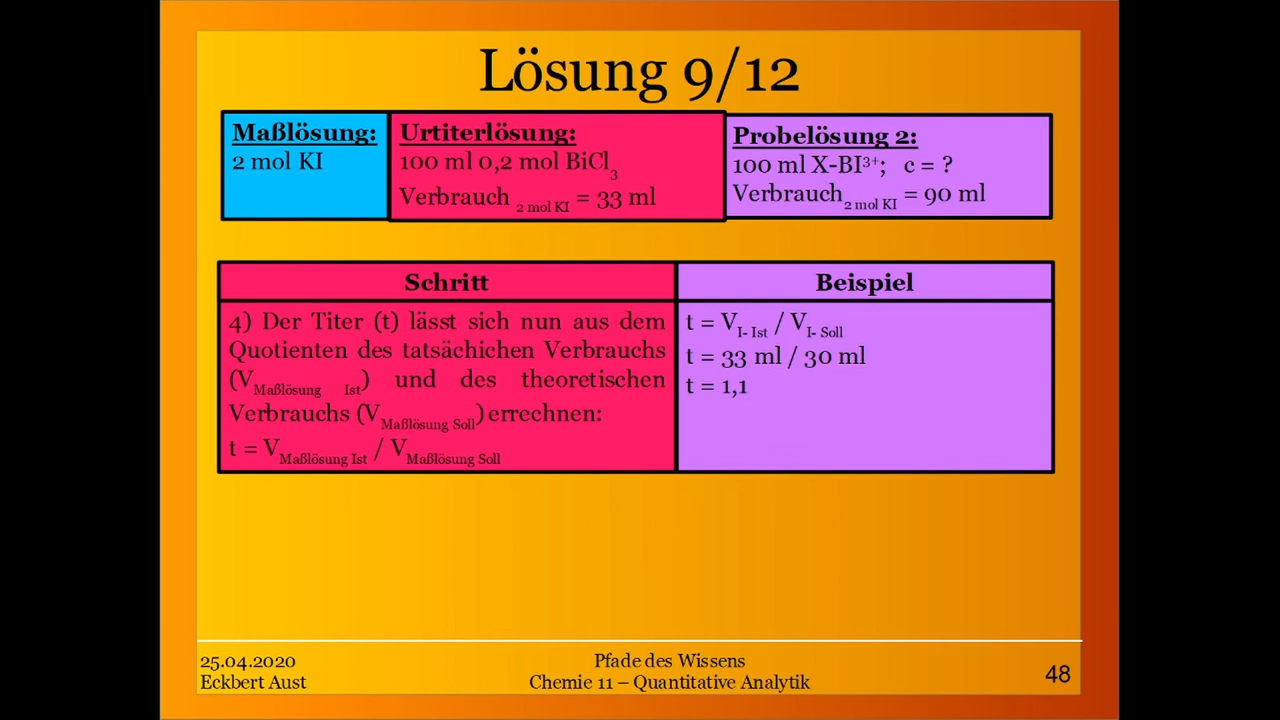 Lösung 9/12
Maßlösung:
2 mol KI
Urtiterlösung:
100 ml 0,2 mol BiCl3
Verbrauch 2 mol KI = 33 ml
Probelösung 2:
100 ml X-BI3+; c = ?
Verbrauch2 mol KI = 90 ml
Schritt
4) Der Titer (t) lässt sich nun aus dem
Quotienten des tatsächichen Verbrauchs
(VMaßlösung Ist) und des theoretischen
Verbrauchs (VMaßlösung Soll) errechnen:
t = VMaßlösung Ist / VMaßlösung Soll
Beispiel
t = VI- Ist / VI- Soll
t = 33 ml / 30 ml
t = 1,1
25.04.2020
Eckbert Aust
Pfade des Wissens
Chemie 11 – Quantitative Analytik
48